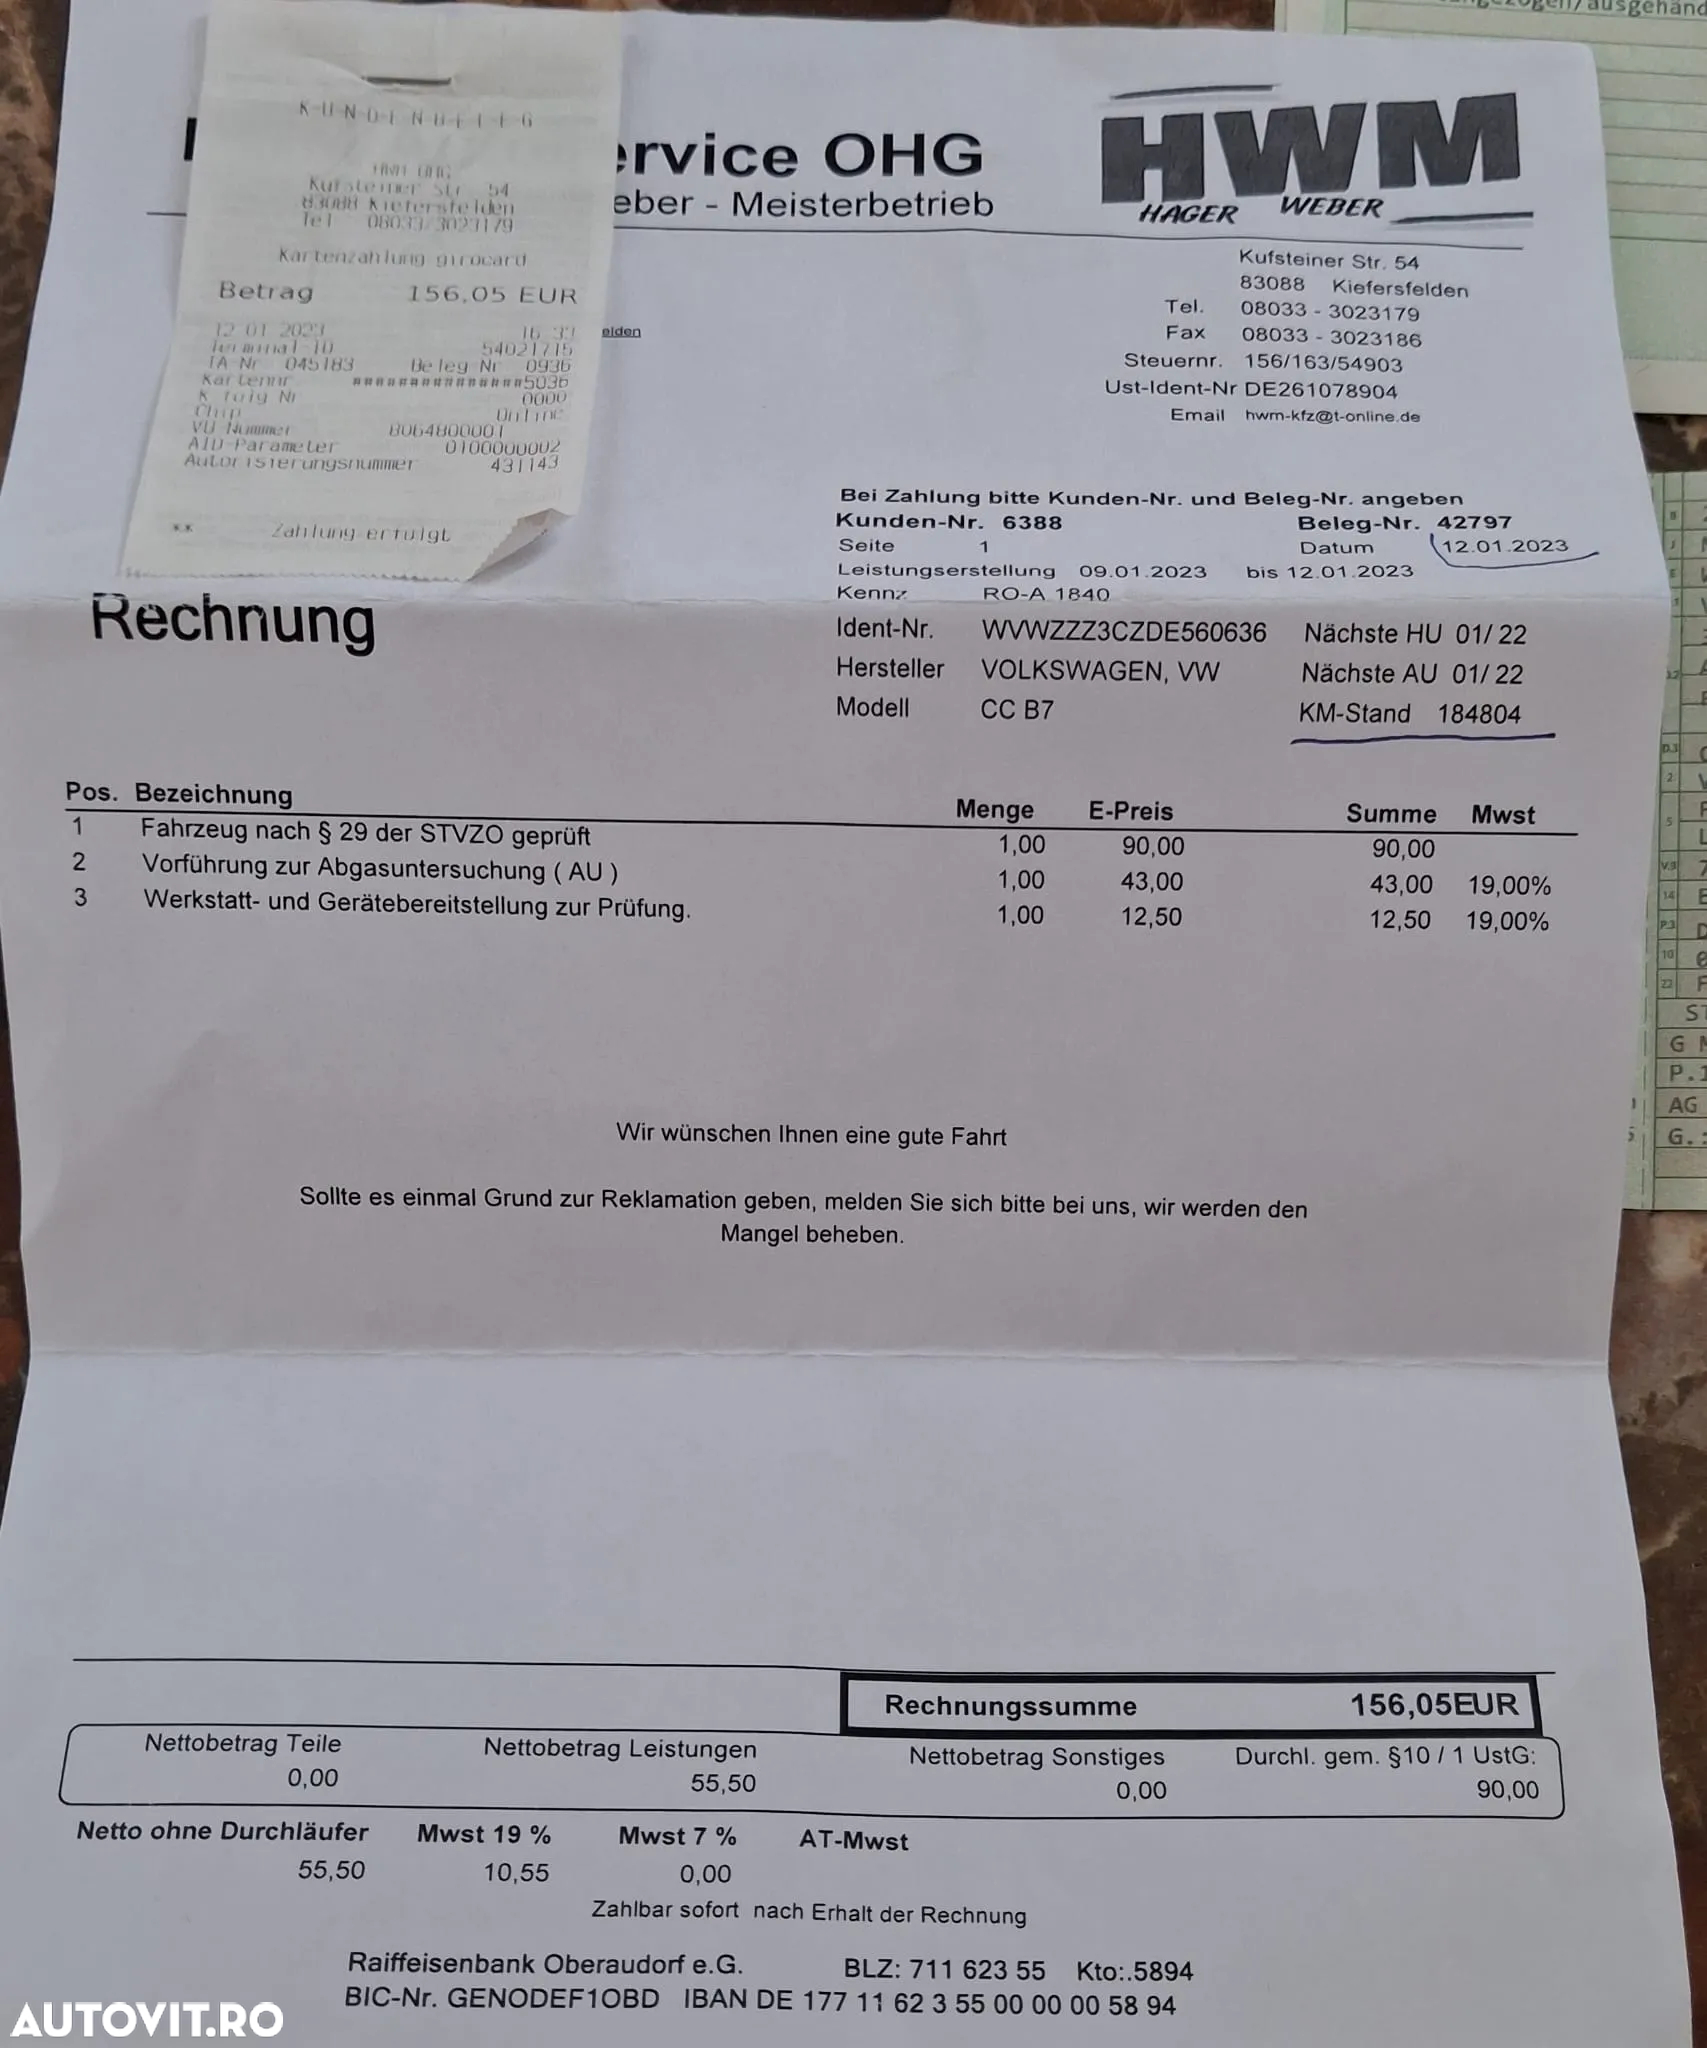 KUNDENBELEG
HWM OHG
Kufsteiner Str. 54
83088 Kiefersfelden
Tel 08033/3023179
Kartenzahlung girocard
Betrag 156,05 EUR
12.01.2023 16:33
Terminal-ID 54021715
TA-Nr 045183 Beleg Nr 0936
Kartennr ###############5036
0000
Chip Online
VU-Nummer 8064800001
AID-Parameter 0100000002
Autorisierungsnummer 431143
** Zahlung erfolgt
ervice OHG
eber - Meisterbetrieb
HWM
HAGER WEBER
elden
Kufsteiner Str. 54
83088 Kiefersfelden
Tel. 08033 - 3023179
Fax 08033 - 3023186
Steuernr. 156/163/54903
Ust-Ident-Nr DE261078904
Email hwm-kfz@t-online.de
Bei Zahlung bitte Kunden-Nr. und Beleg-Nr. angeben
Kunden-Nr. 6388 Beleg-Nr. 42797
Seite 1 Datum 12.01.2023
Leistungserstellung 09.01.2023 bis 12.01.2023
Kennz RO-A 1840
Rechnung
Ident-Nr. WVWZZZ3CZDE560636 Nächste HU 01/ 22
Hersteller VOLKSWAGEN, VW Nächste AU 01/ 22
Modell CC B7 KM-Stand 184804
Pos. Bezeichnung Menge E-Preis Summe Mwst
1 Fahrzeug nach § 29 der STVZO geprüft 1,00 90,00 90,00
2 Vorführung zur Abgasuntersuchung ( AU ) 1,00 43,00 43,00 19,00%
3 Werkstatt- und Gerätebereitstellung zur Prüfung. 1,00 12,50 12,50 19,00%
Wir wünschen Ihnen eine gute Fahrt
Sollte es einmal Grund zur Reklamation geben, melden Sie sich bitte bei uns, wir werden den
Mangel beheben.
Rechnungssumme 156,05EUR
Nettobetrag Teile Nettobetrag Leistungen Nettobetrag Sonstiges Durchl. gem. §10 / 1 UstG:
0,00 55,50 0,00 90,00
Netto ohne Durchläufer Mwst 19 % Mwst 7 % AT-Mwst
55,50 10,55 0,00
Zahlbar sofort nach Erhalt der Rechnung
Raiffeisenbank Oberaudorf e.G. BLZ: 711 623 55 Kto:.5894
BIC-Nr. GENODEF1OBD IBAN DE 177 11 62 3 55 00 00 00 58 94
AUTOVIT.RO